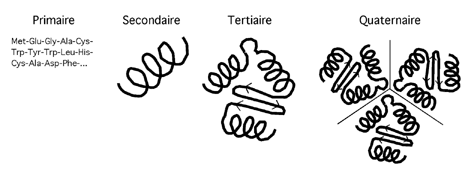 Primaire Secondaire Tertiaire Quaternaire
Met-Glu-Gly-Ala-Cys-
Trp-Tyr-Trp-Leu-His-
Cys-Ala-Asp-Phe-...